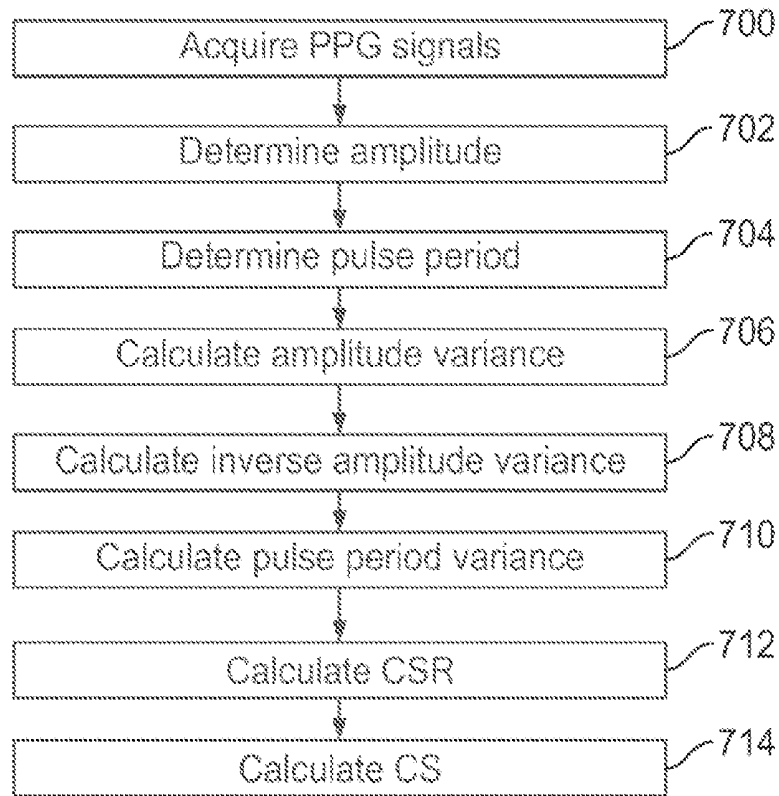 Acquire PPG signals 700
Determine amplitude 702
Determine pulse period 704
Calculate amplitude variance 706
Calculate inverse amplitude variance 708
Calculate pulse period variance 710
Calculate CSR 712
Calculate CS 714